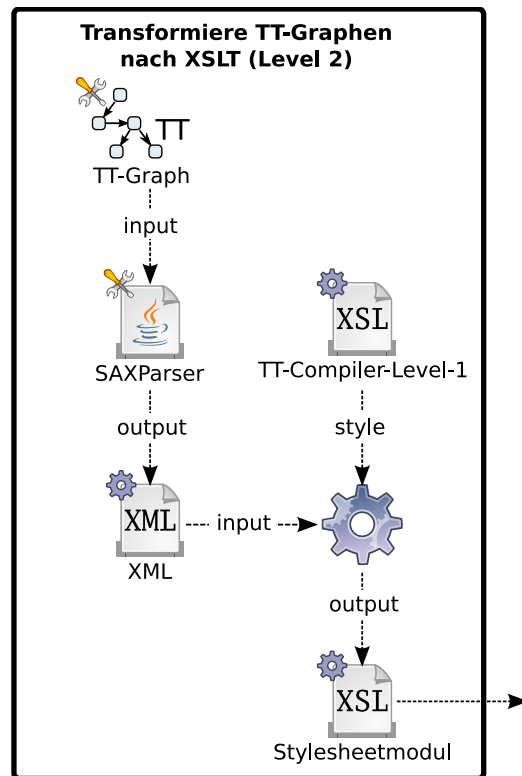 Transformiere TT-Graphen
nach XSLT (Level 2)
TT
TT-Graph
input
SAXParser
output
XML
XML
input
XSL
TT-Compiler-Level-1
style
output
XSL
Stylesheetmodul